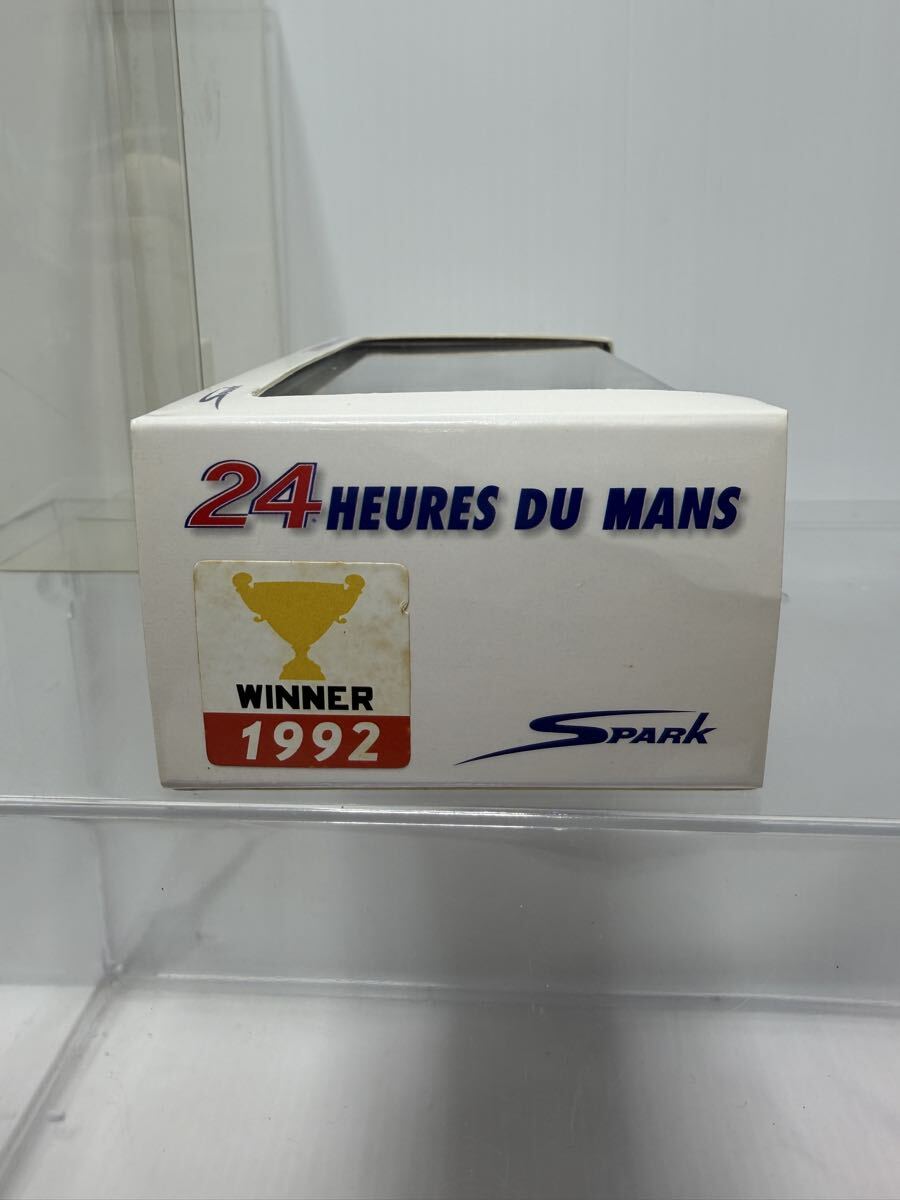 24 HEURES DU MANS
WINNER
1992
SPARK